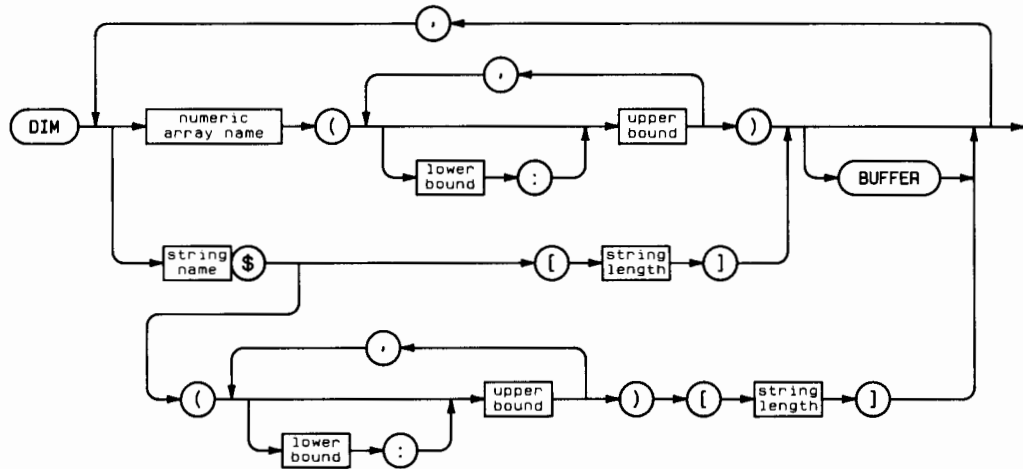 ,
,
DIM
numeric
array name
(
upper
bound
)
lower
bound
:
BUFFER
string
name
$
[
string
length
]
,
(
upper
bound
)
[
string
length
]
lower
bound
: